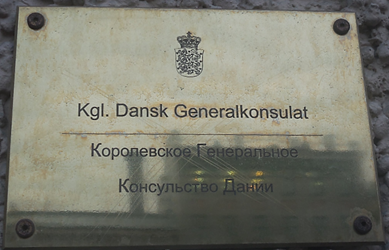 Kgl. Dansk Generalkonsulat
Королевское Генеральное
Консульство Дании